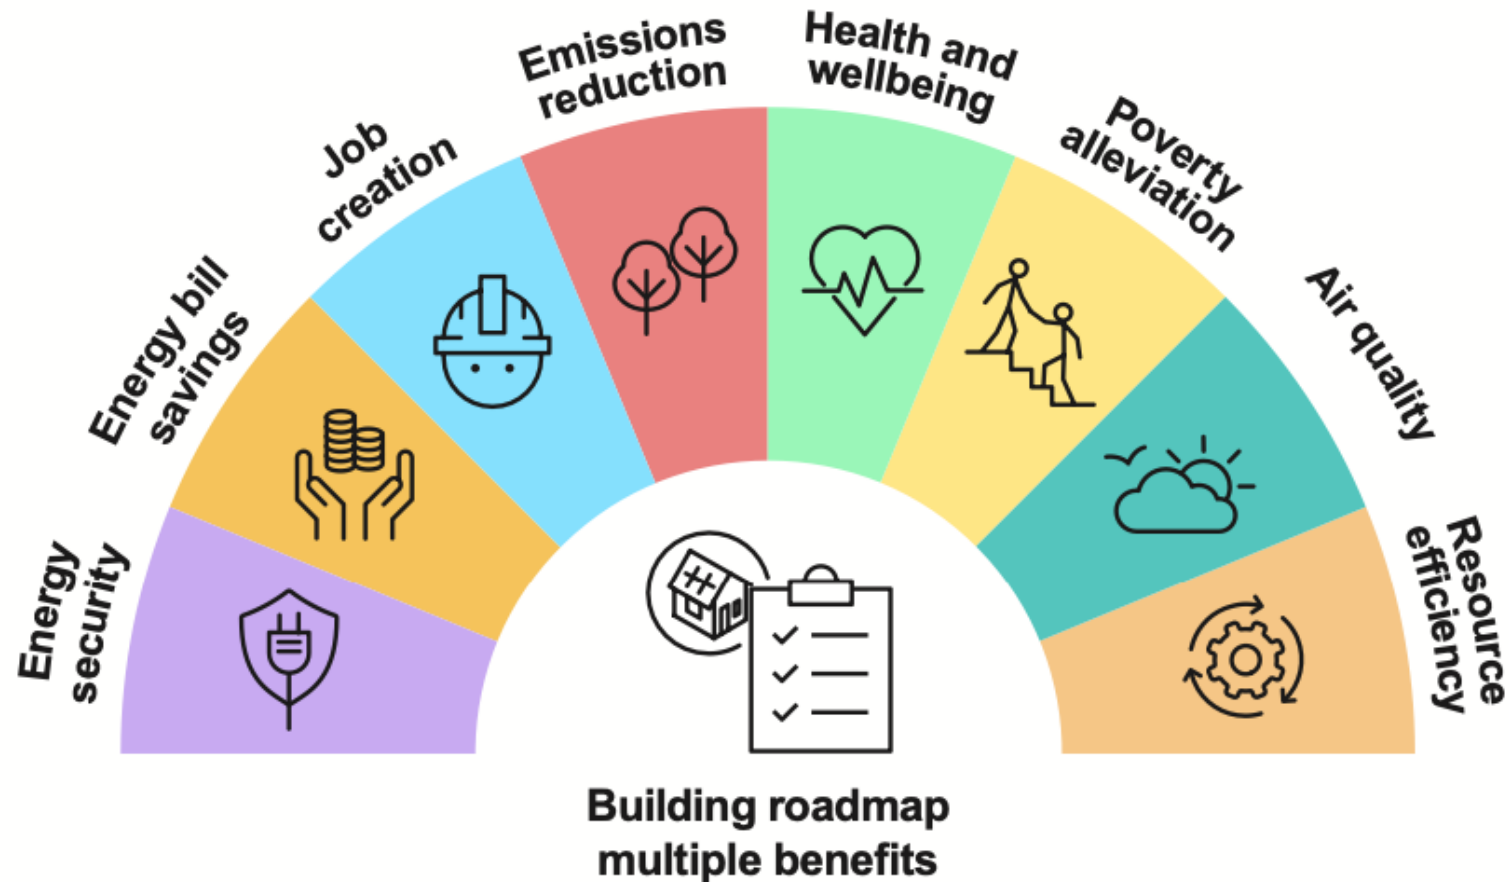 Energy
security
Energy bill
savings
Job
creation
Emissions
reduction
Health and
wellbeing
Poverty
alleviation
Air quality
Resource
efficiency
Building roadmap
multiple benefits